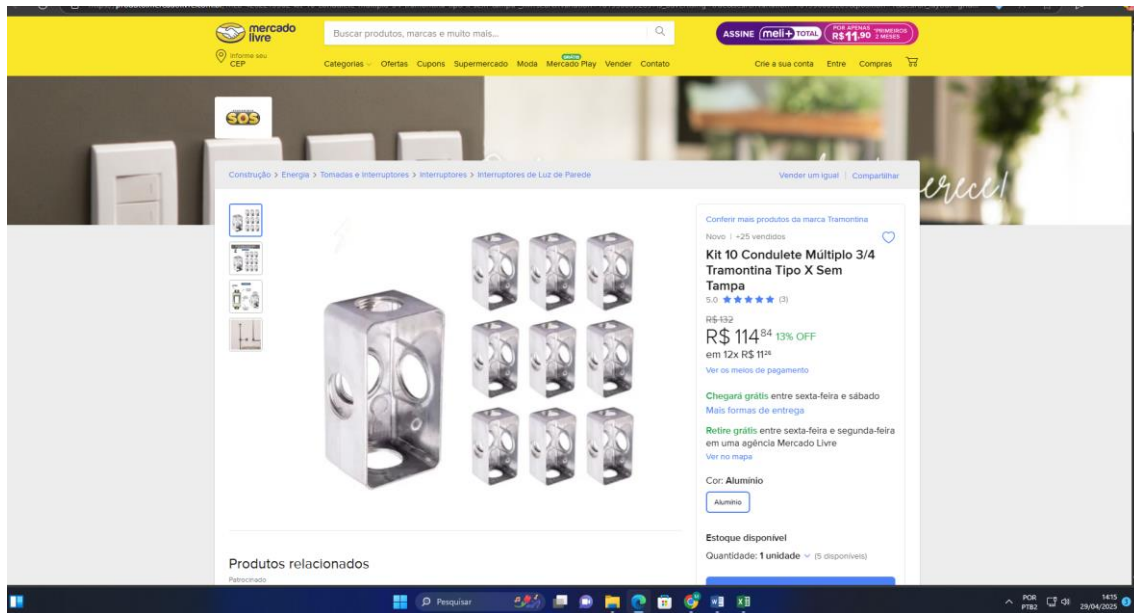 mercado
livre
Buscar produtos, marcas e muito mais...
ASSINE meli+ TOTAL POR APENAS R$11,90 *PRIMEIROS 2 MESES
Informe seu
CEP
Categorias Ofertas Cupons Supermercado Moda Mercado Play GRÁTIS Vender Contato
Crie a sua conta Entre Compras
SOS
Construção > Energia > Tomadas e Interruptores > Interruptores > Interruptores de Luz de Parede
Vender um igual | Compartilhar
Conferir mais produtos da marca Tramontina
Novo | +25 vendidos
Kit 10 Condulete Múltiplo 3/4
Tramontina Tipo X Sem
Tampa
5.0 ★★★★★ (3)
R$ 132
R$ 114 84 13% OFF
em 12x R$ 11 26
Ver os meios de pagamento
Chegará grátis entre sexta-feira e sábado
Mais formas de entrega
Retire grátis entre sexta-feira e segunda-feira
em uma agência Mercado Livre
Ver no mapa
Cor: Alumínio
Alumínio
Estoque disponível
Quantidade: 1 unidade (5 disponíveis)
Produtos relacionados
Patrocinado
Pesquisar
POR
PTB2
14:15
29/04/2025